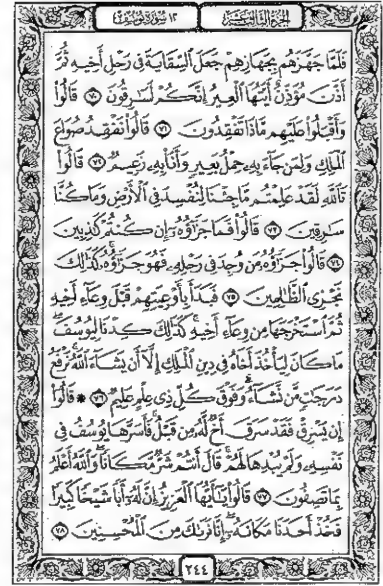 الجزء الثالث عشر ١٢ سورة يوسف
فَلَمَّا جَهَّزَهُم بِجَهَازِهِمْ جَعَلَ ٱلسِّقَايَةَ فِى رَحْلِ أَخِيهِ ثُمَّ
أَذَّنَ مُؤَذِّنٌ أَيَّتُهَا ٱلْعِيرُ إِنَّكُمْ لَسَٰرِقُونَ ٧٠ قَالُوا۟
وَأَقْبَلُوا۟ عَلَيْهِم مَّاذَا تَفْقِدُونَ ٧١ قَالُوا۟ نَفْقِدُ صُوَاعَ
ٱلْمَلِكِ وَلِمَن جَآءَ بِهِۦ حِمْلُ بَعِيرٍ وَأَنَا۠ بِهِۦ زَعِيمٌ ٧٢ قَالُوا۟
تَٱللَّهِ لَقَدْ عَلِمْتُم مَّا جِئْنَا لِنُفْسِدَ فِى ٱلْأَرْضِ وَمَا كُنَّا
سَٰرِقِينَ ٧٣ قَالُوا۟ فَمَا جَزَٰٓؤُهُۥٓ إِن كُنتُمْ كَٰذِبِينَ
٧٤ قَالُوا۟ جَزَٰٓؤُهُۥ مَن وُجِدَ فِى رَحْلِهِۦ فَهُوَ جَزَٰٓؤُهُۥ كَذَٰلِكَ
نَجْزِى ٱلظَّٰلِمِينَ ٧٥ فَبَدَأَ بِأَوْعِيَتِهِمْ قَبْلَ وِعَآءِ أَخِيهِ
ثُمَّ ٱسْتَخْرَجَهَا مِن وِعَآءِ أَخِيهِ كَذَٰلِكَ كِدْنَا لِيُوسُفَ
مَا كَانَ لِيَأْخُذَ أَخَاهُ فِى دِينِ ٱلْمَلِكِ إِلَّآ أَن يَشَآءَ ٱللَّهُ نَرْفَعُ
دَرَجَٰتٍ مَّن نَّشَآءُ وَفَوْقَ كُلِّ ذِى عِلْمٍ عَلِيمٌ ٧٦ ۞ قَالُوٓا۟
إِن يَسْرِقْ فَقَدْ سَرَقَ أَخٌ لَّهُۥ مِن قَبْلُ فَأَسَرَّهَا يُوسُفُ فِى
نَفْسِهِۦ وَلَمْ يُبْدِهَا لَهُمْ قَالَ أَنتُمْ شَرٌّ مَّكَانًا وَٱللَّهُ أَعْلَمُ
بِمَا تَصِفُونَ ٧٧ قَالُوا۟ يَٰٓأَيُّهَا ٱلْعَزِيزُ إِنَّ لَهُۥٓ أَبًا شَيْخًا كَبِيرًا
فَخُذْ أَحَدَنَا مَكَانَهُۥٓ إِنَّا نَرَىٰكَ مِنَ ٱلْمُحْسِنِينَ ٧٨
٢٤٤